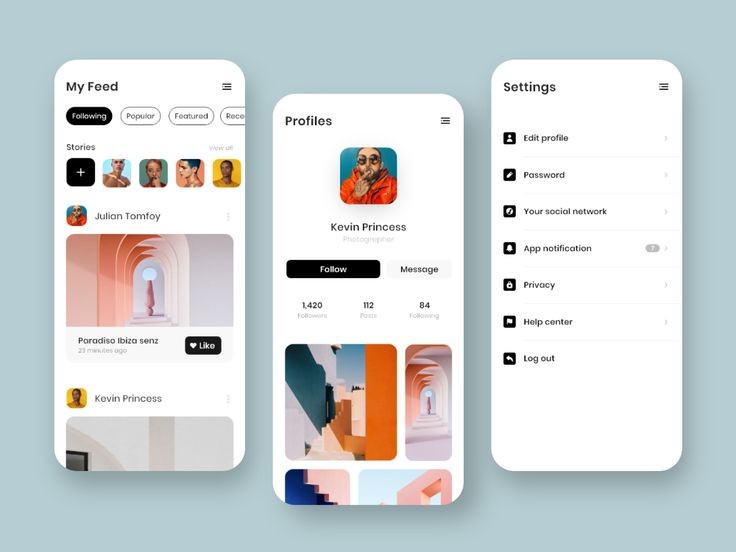 My Feed
Following
Popular
Featured
Rece
Stories
View all
Julian Tomfoy
Paradiso Ibiza senz
23 minutes ago
Like
Kevin Princess
Profiles
Kevin Princess
Photographer
Follow
Message
1,420
112
84
Followers
Posts
Following
Settings
Edit profile
Password
Your social network
App notification
7
Privacy
Help center
Log out